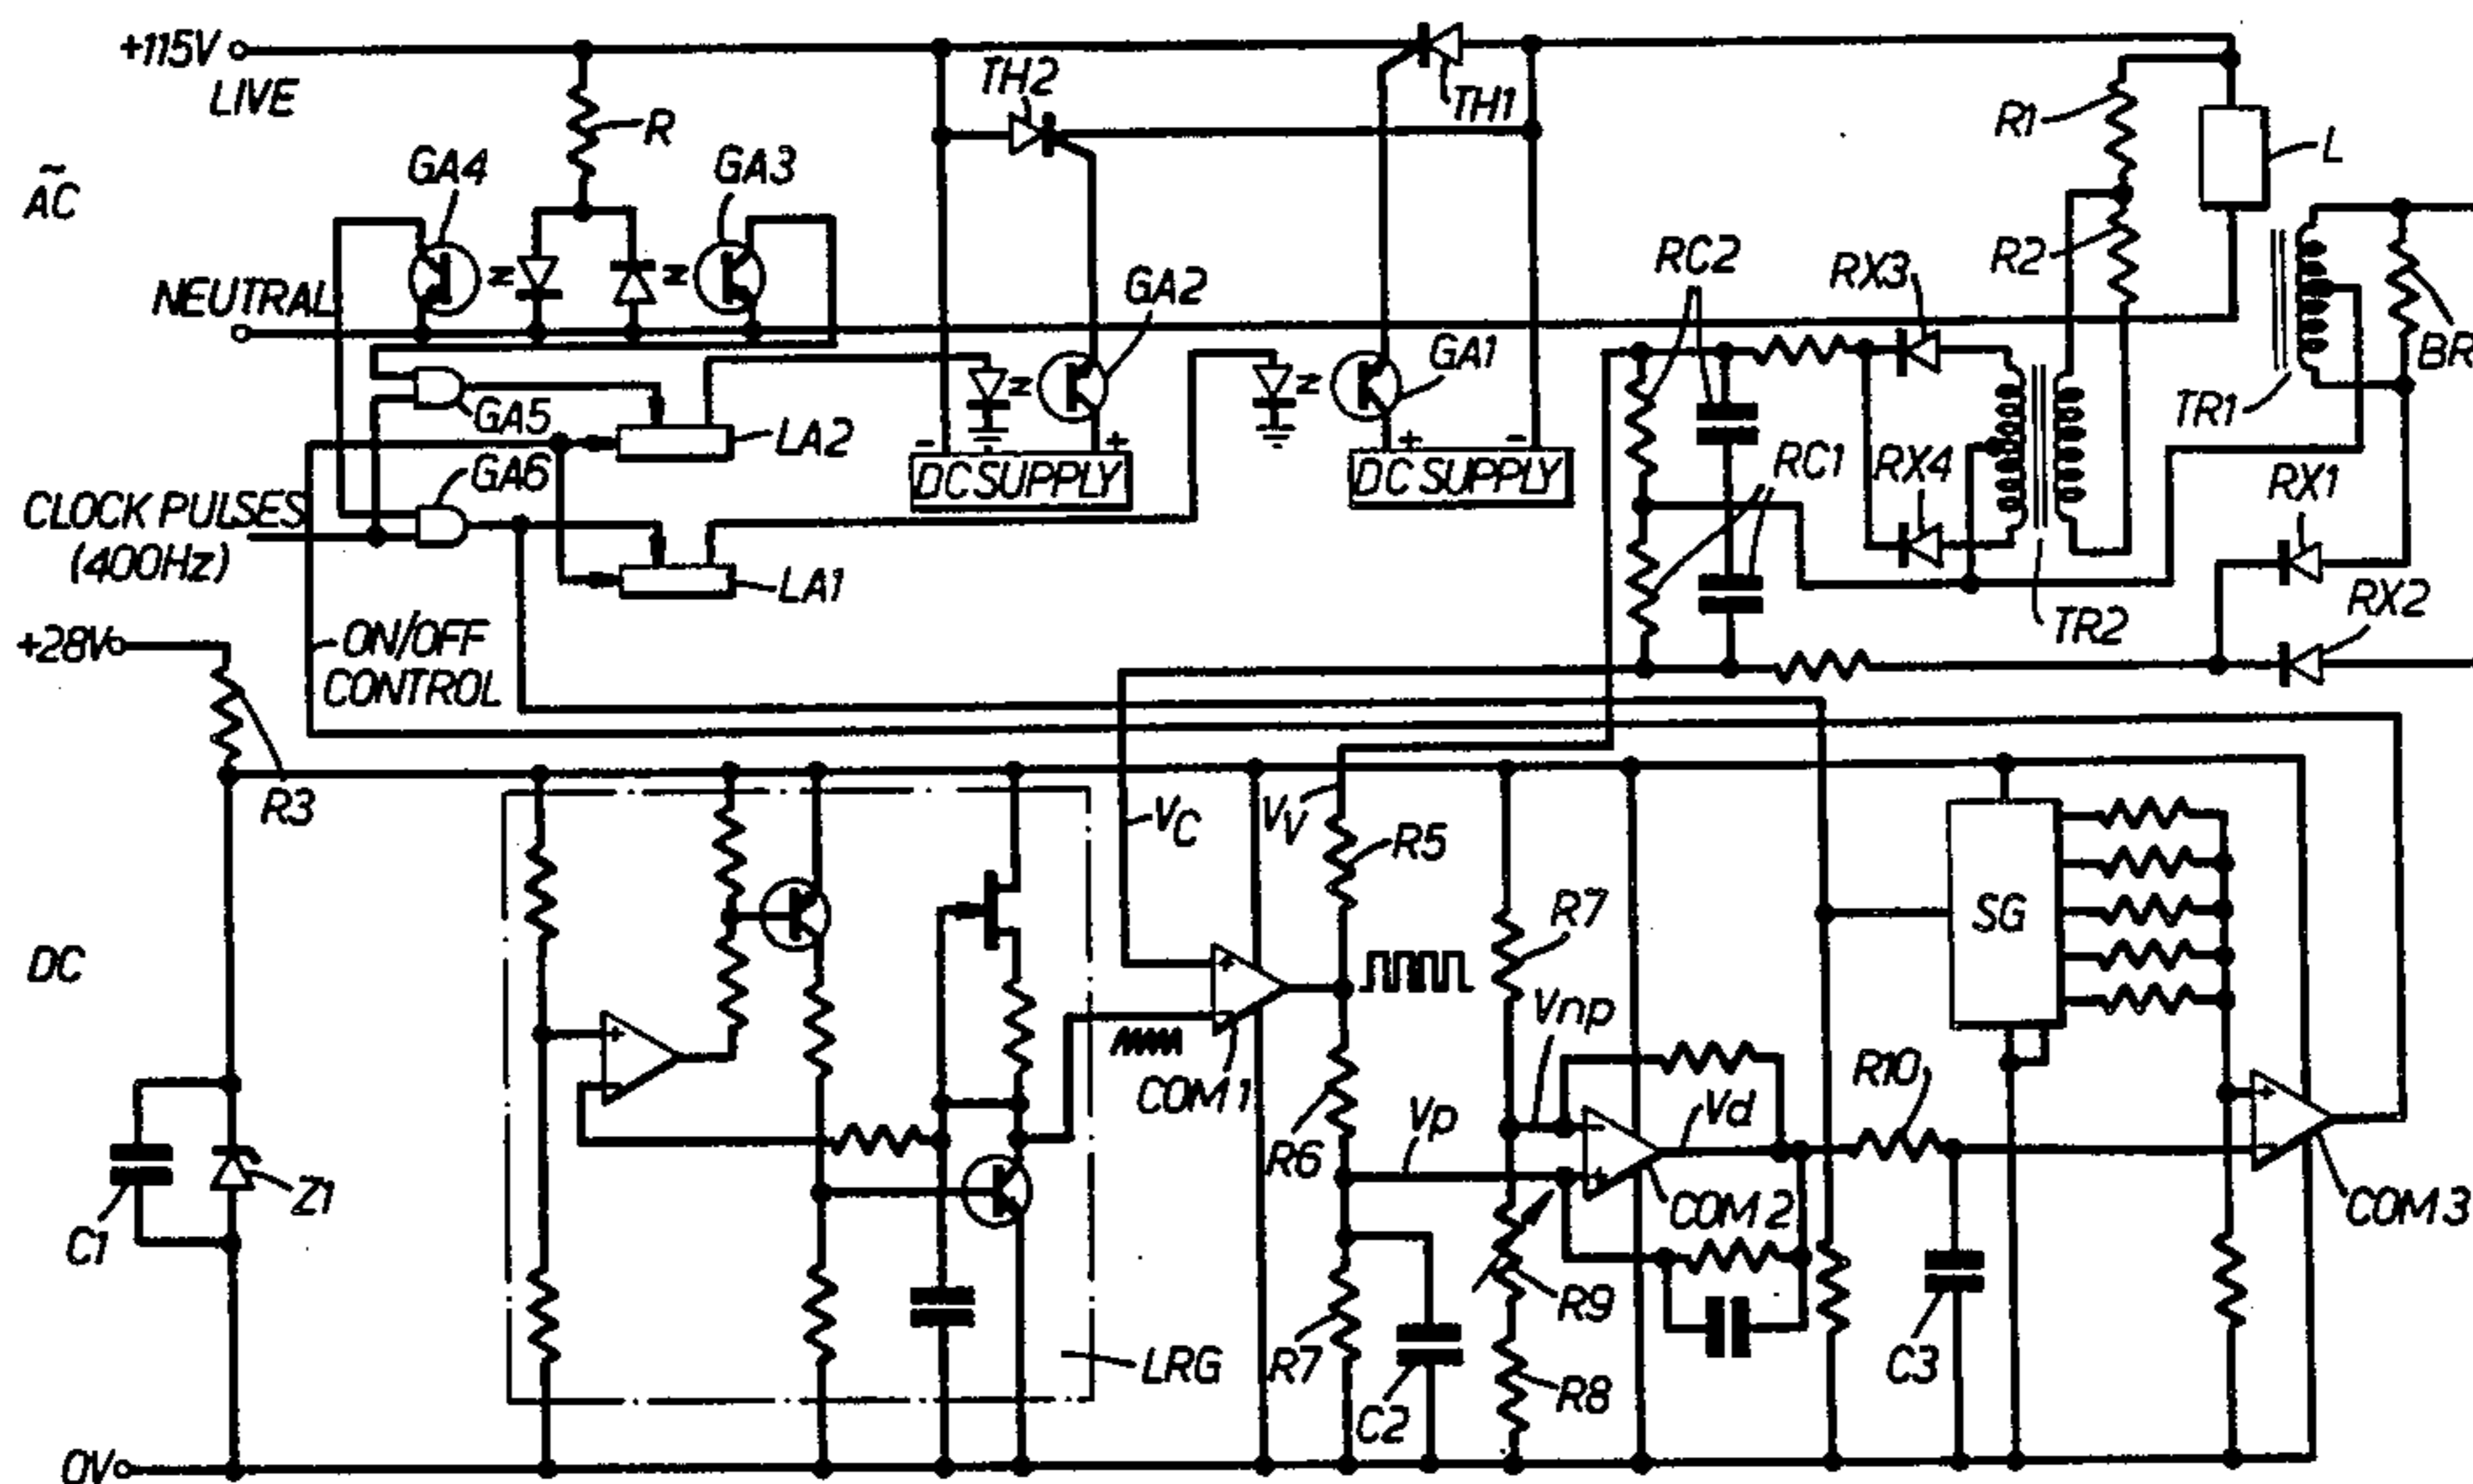 +115V
LIVE
TH2
TH1
R
R1
L
GA4
GA3
AC
RC2
RX3
R2
NEUTRAL
GA2
GA1
BR
GA5
TR1
LA2
- +
+ -
GA6
DC SUPPLY
DC SUPPLY
RC1
RX4
RX1
CLOCK PULSES
(400Hz)
LA1
TR2
RX2
+28V
ON/OFF
CONTROL
R3
VC
VV
R5
R7
SG
DC
+
Vnp
COM 1
R10
+
-
Vp
Vd
+
-
R6
-
+
Z1
COM 2
COM 3
C1
R9
LRG
R7
R8
C3
C2
0V